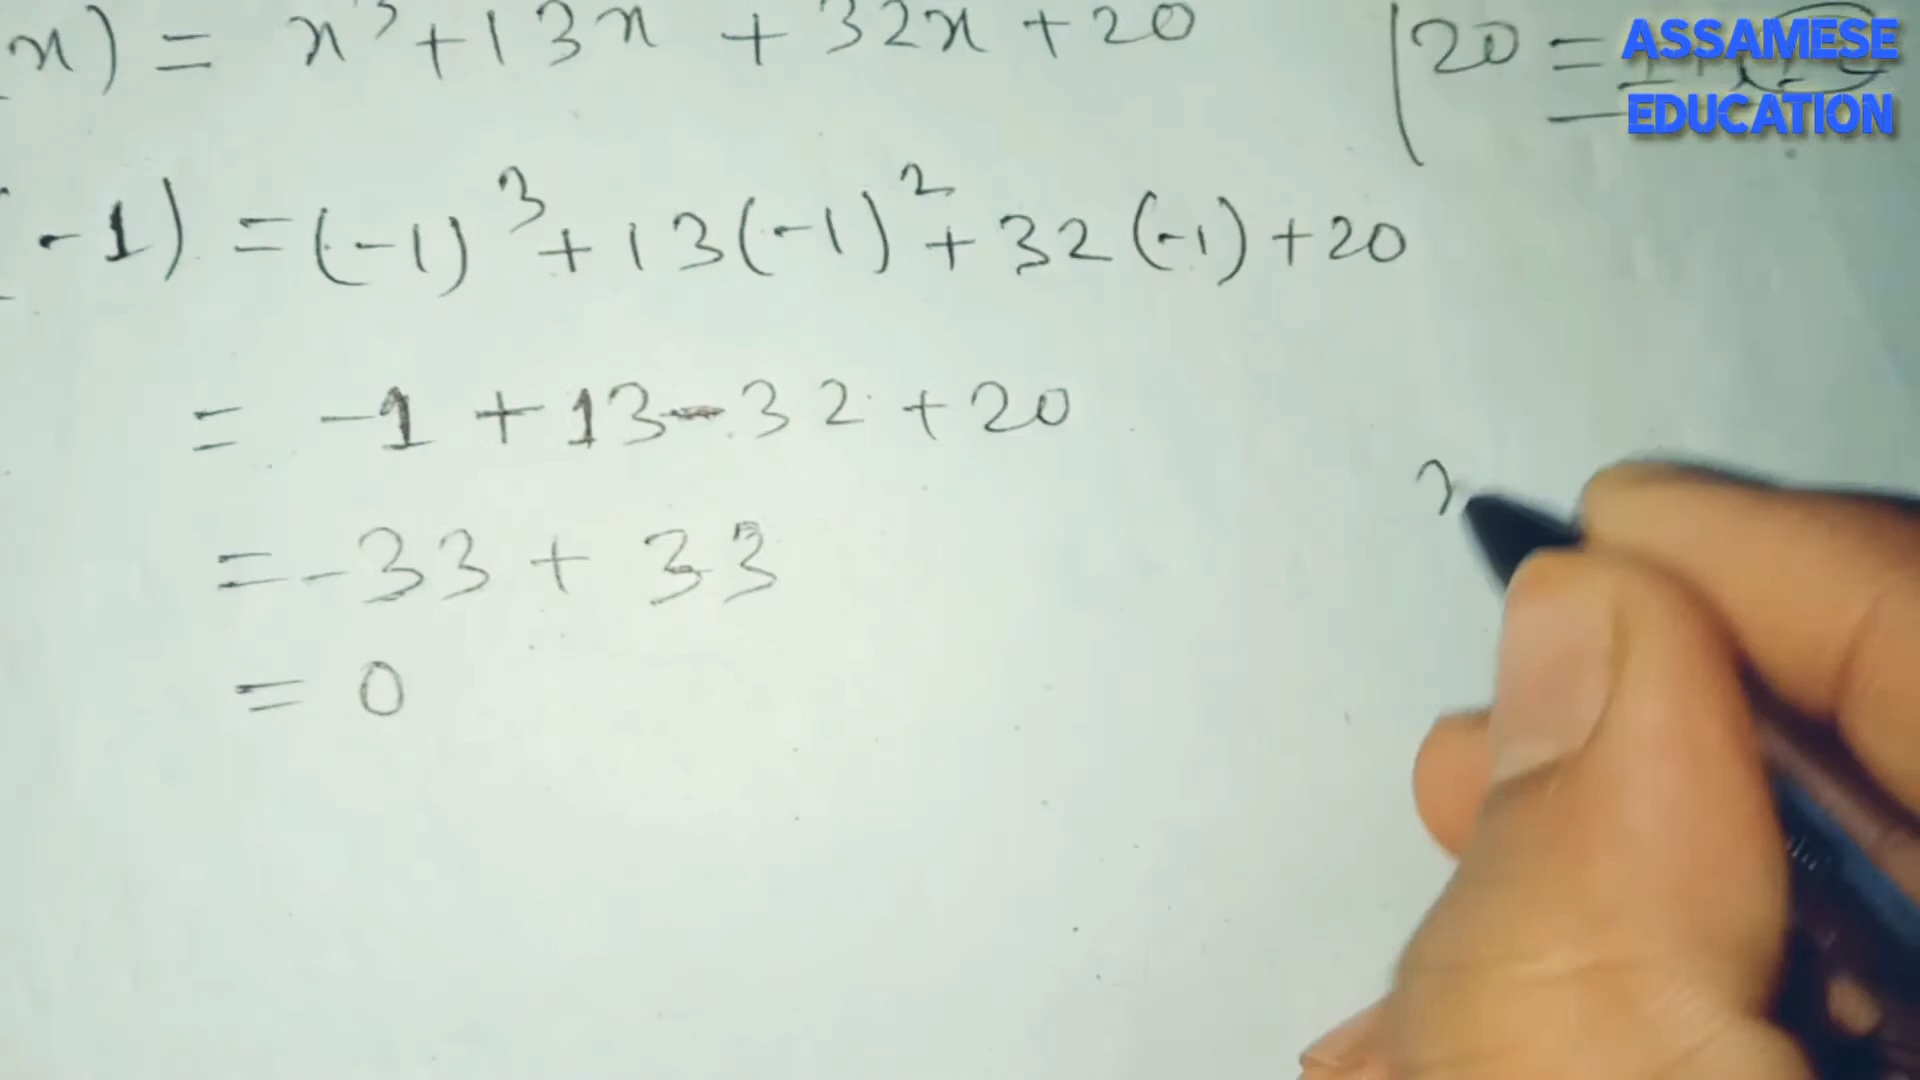 x) = x³ + 13x + 32x + 20
20 =
ASSAMESE
EDUCATION
-1) = (-1)³ + 13(-1)² + 32(-1) + 20
= -1 + 13 - 32 + 20
= -33 + 33
= 0